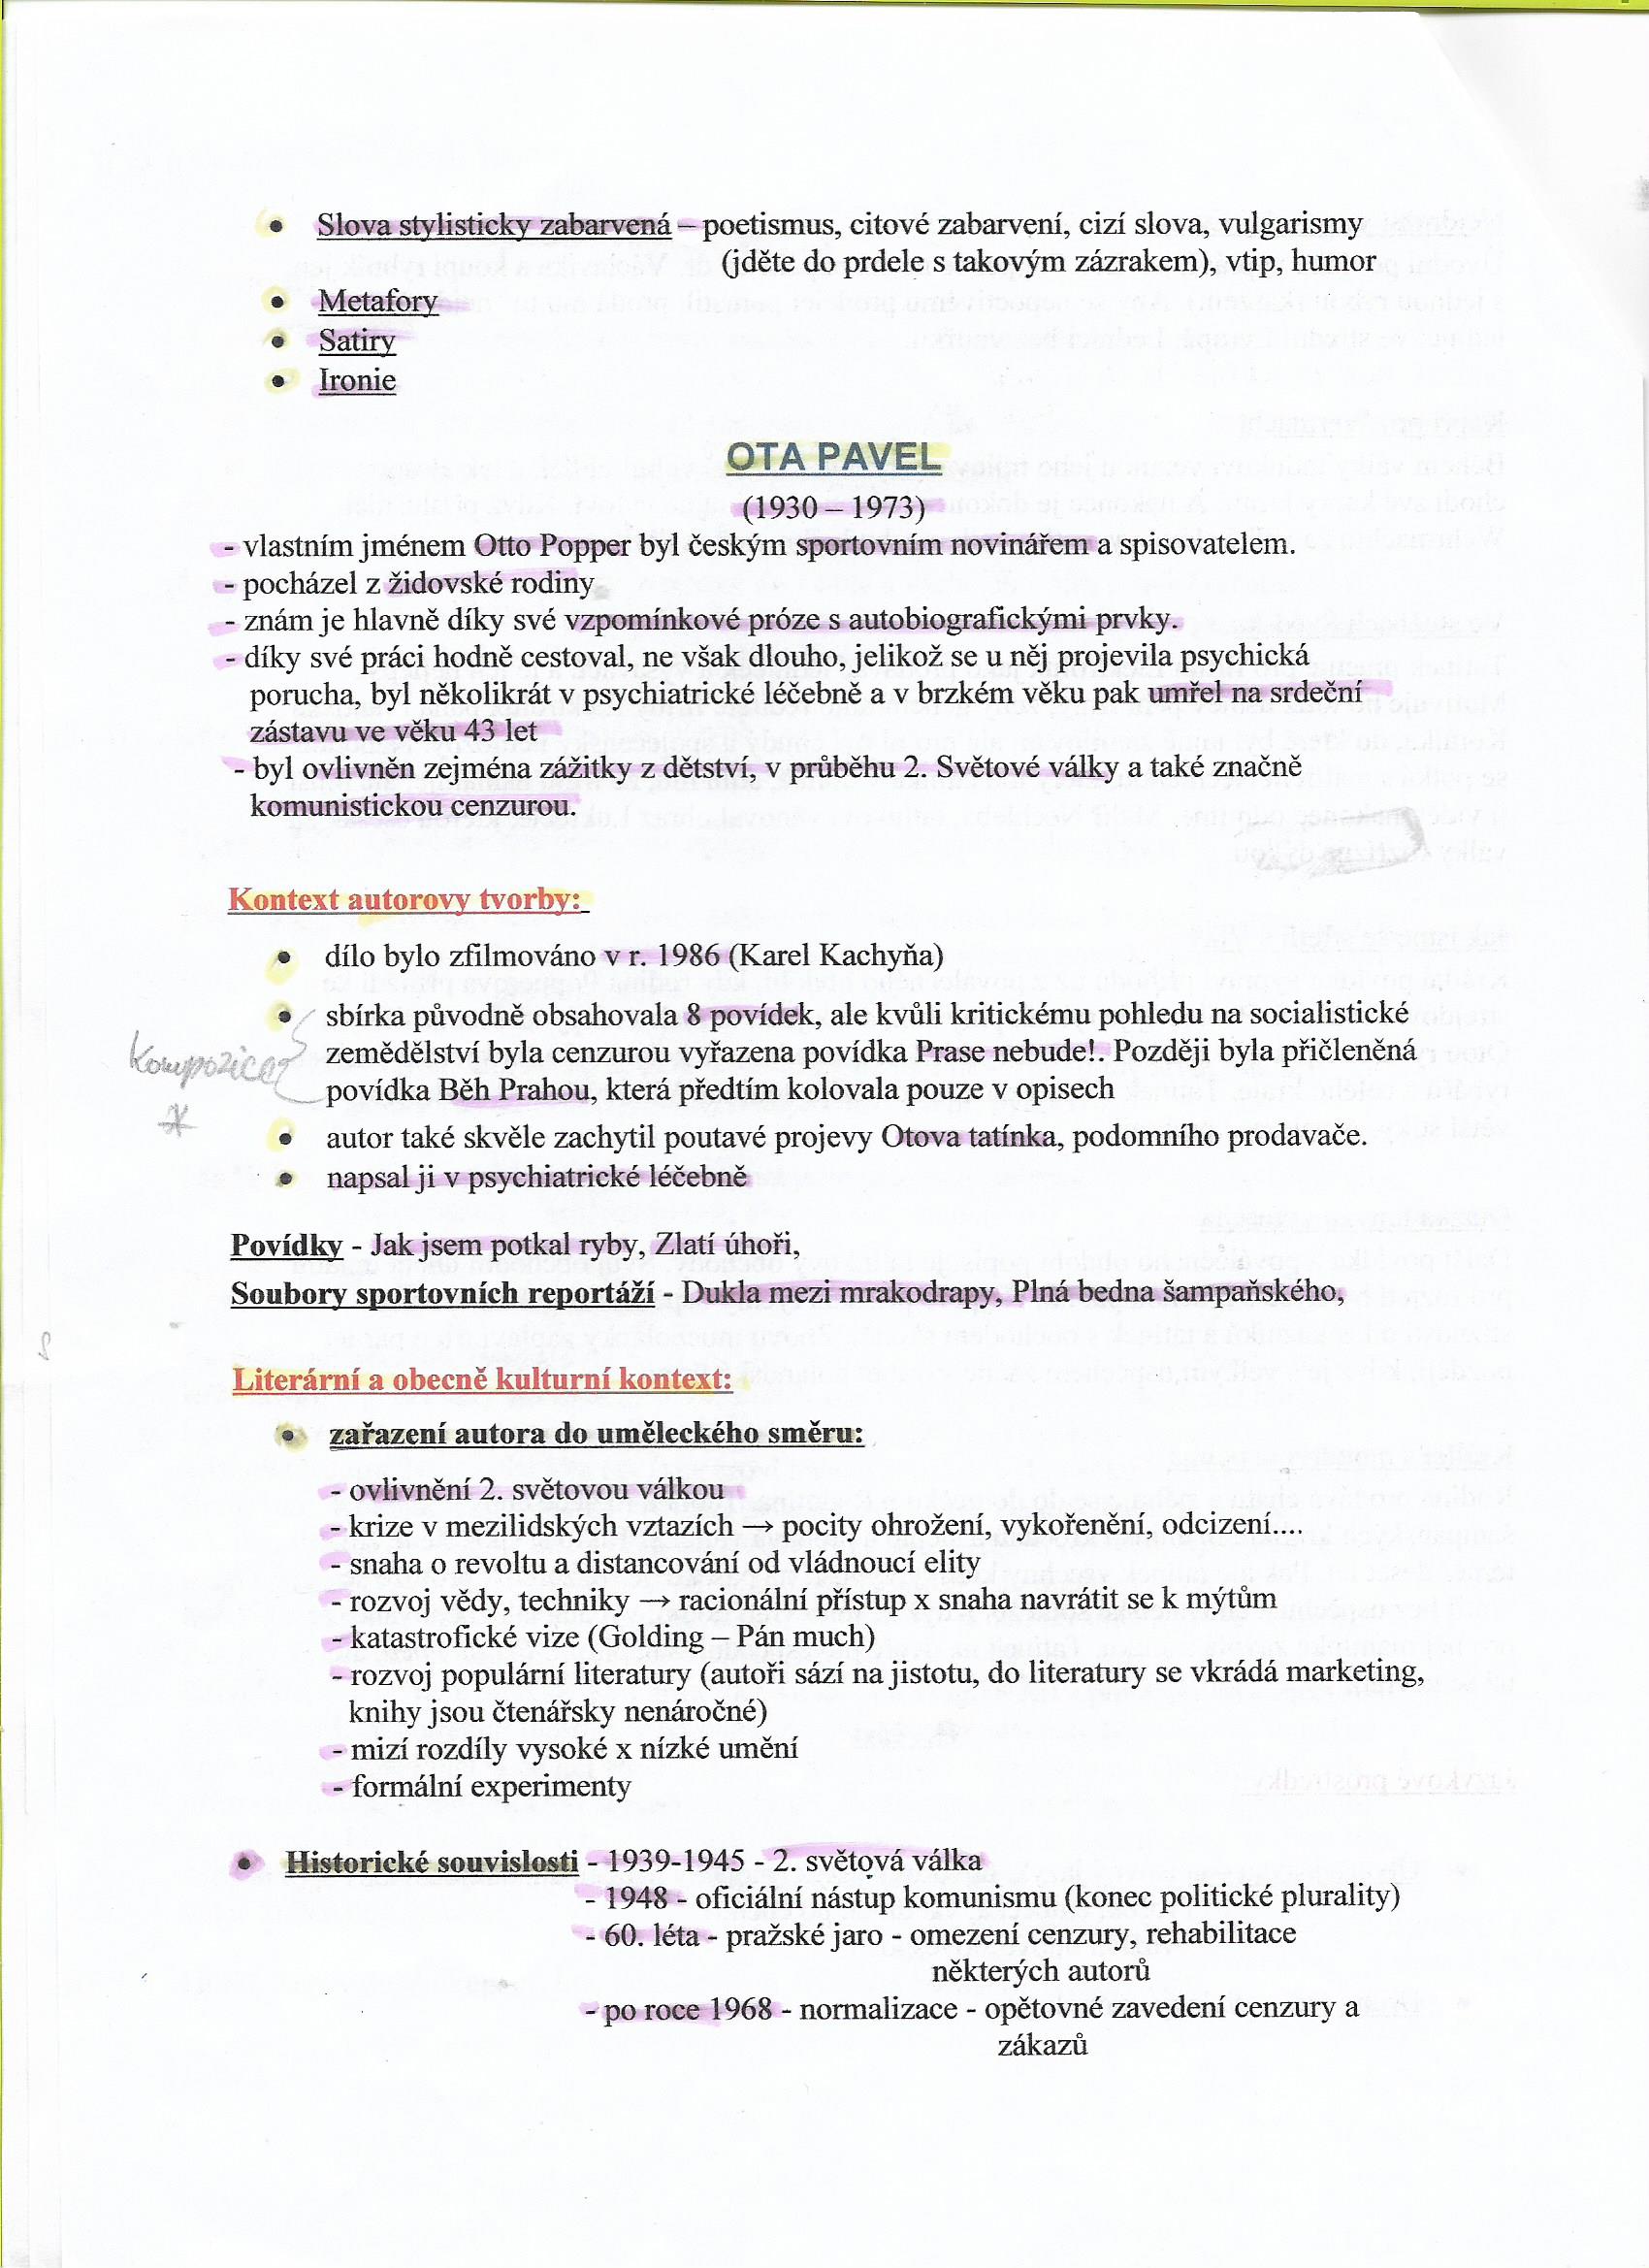 • Slova stylisticky zabarvená – poetismus, citové zabarvení, cizí slova, vulgarismy
(jděte do prdele s takovým zázrakem), vtip, humor
• Metafory
• Satiry
• Ironie
OTA PAVEL
(1930 – 1973)
- vlastním jménem Otto Popper byl českým sportovním novinářem a spisovatelem.
- pocházel z židovské rodiny
- znám je hlavně díky své vzpomínkové próze s autobiografickými prvky.
- díky své práci hodně cestoval, ne však dlouho, jelikož se u něj projevila psychická
porucha, byl několikrát v psychiatrické léčebně a v brzkém věku pak umřel na srdeční
zástavu ve věku 43 let
- byl ovlivněn zejména zážitky z dětství, v průběhu 2. Světové války a také značně
komunistickou cenzurou.
Kontext autorovy tvorby:
• dílo bylo zfilmováno v r. 1986 (Karel Kachyňa)
• sbírka původně obsahovala 8 povídek, ale kvůli kritickému pohledu na socialistické
zemědělství byla cenzurou vyřazena povídka Prase nebude!. Později byla přičleněná
povídka Běh Prahou, která předtím kolovala pouze v opisech
Kompozice
*
• autor také skvěle zachytil poutavé projevy Otova tatínka, podomního prodavače.
• napsal ji v psychiatrické léčebně
Povídky - Jak jsem potkal ryby, Zlatí úhoři,
Soubory sportovních reportáží - Dukla mezi mrakodrapy, Plná bedna šampaňského,
Literární a obecně kulturní kontext:
• zařazení autora do uměleckého směru:
- ovlivnění 2. světovou válkou
- krize v mezilidských vztazích → pocity ohrožení, vykořenění, odcizení....
- snaha o revoltu a distancování od vládnoucí elity
- rozvoj vědy, techniky → racionální přístup x snaha navrátit se k mýtům
- katastrofické vize (Golding – Pán much)
- rozvoj populární literatury (autoři sází na jistotu, do literatury se vkrádá marketing,
knihy jsou čtenářsky nenáročné)
- mizí rozdíly vysoké x nízké umění
- formální experimenty
• Historické souvislosti - 1939-1945 - 2. světová válka
- 1948 - oficiální nástup komunismu (konec politické plurality)
- 60. léta - pražské jaro - omezení cenzury, rehabilitace
některých autorů
- po roce 1968 - normalizace - opětovné zavedení cenzury a
zákazů